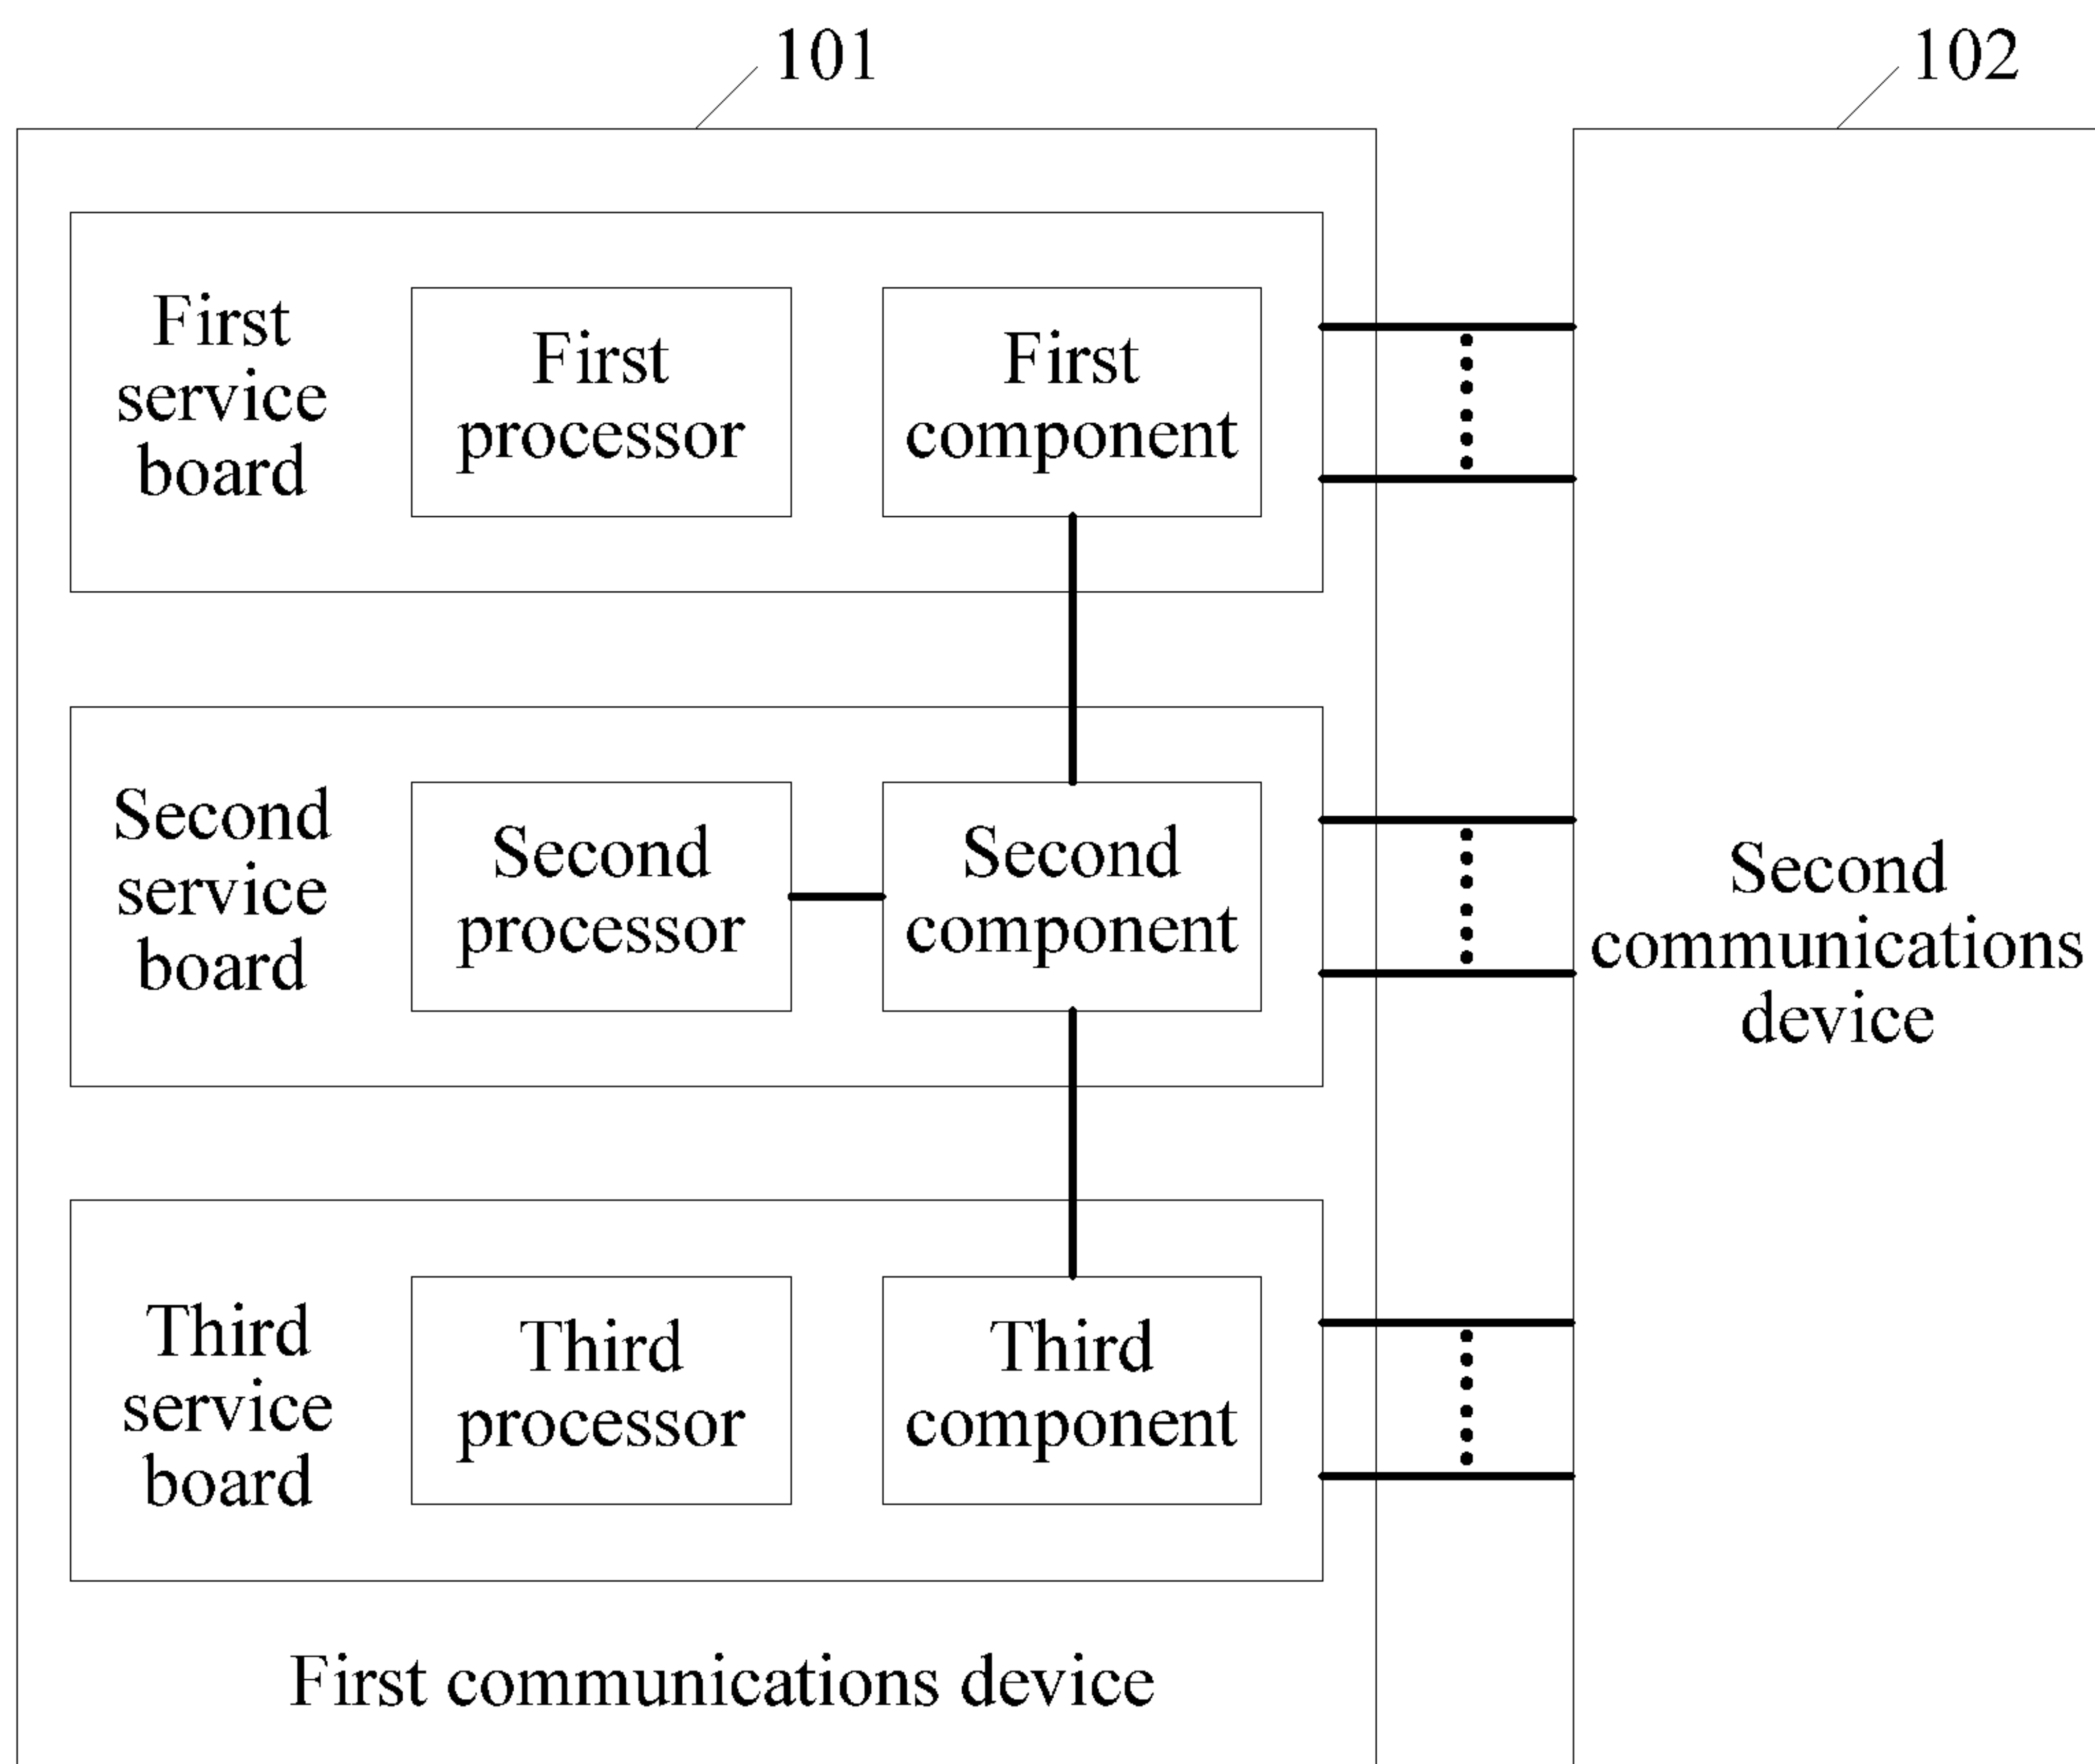 101
102
First
service
board
First
processor
First
component
Second
service
board
Second
processor
Second
component
Second
communications
device
Third
service
board
Third
processor
Third
component
First communications device